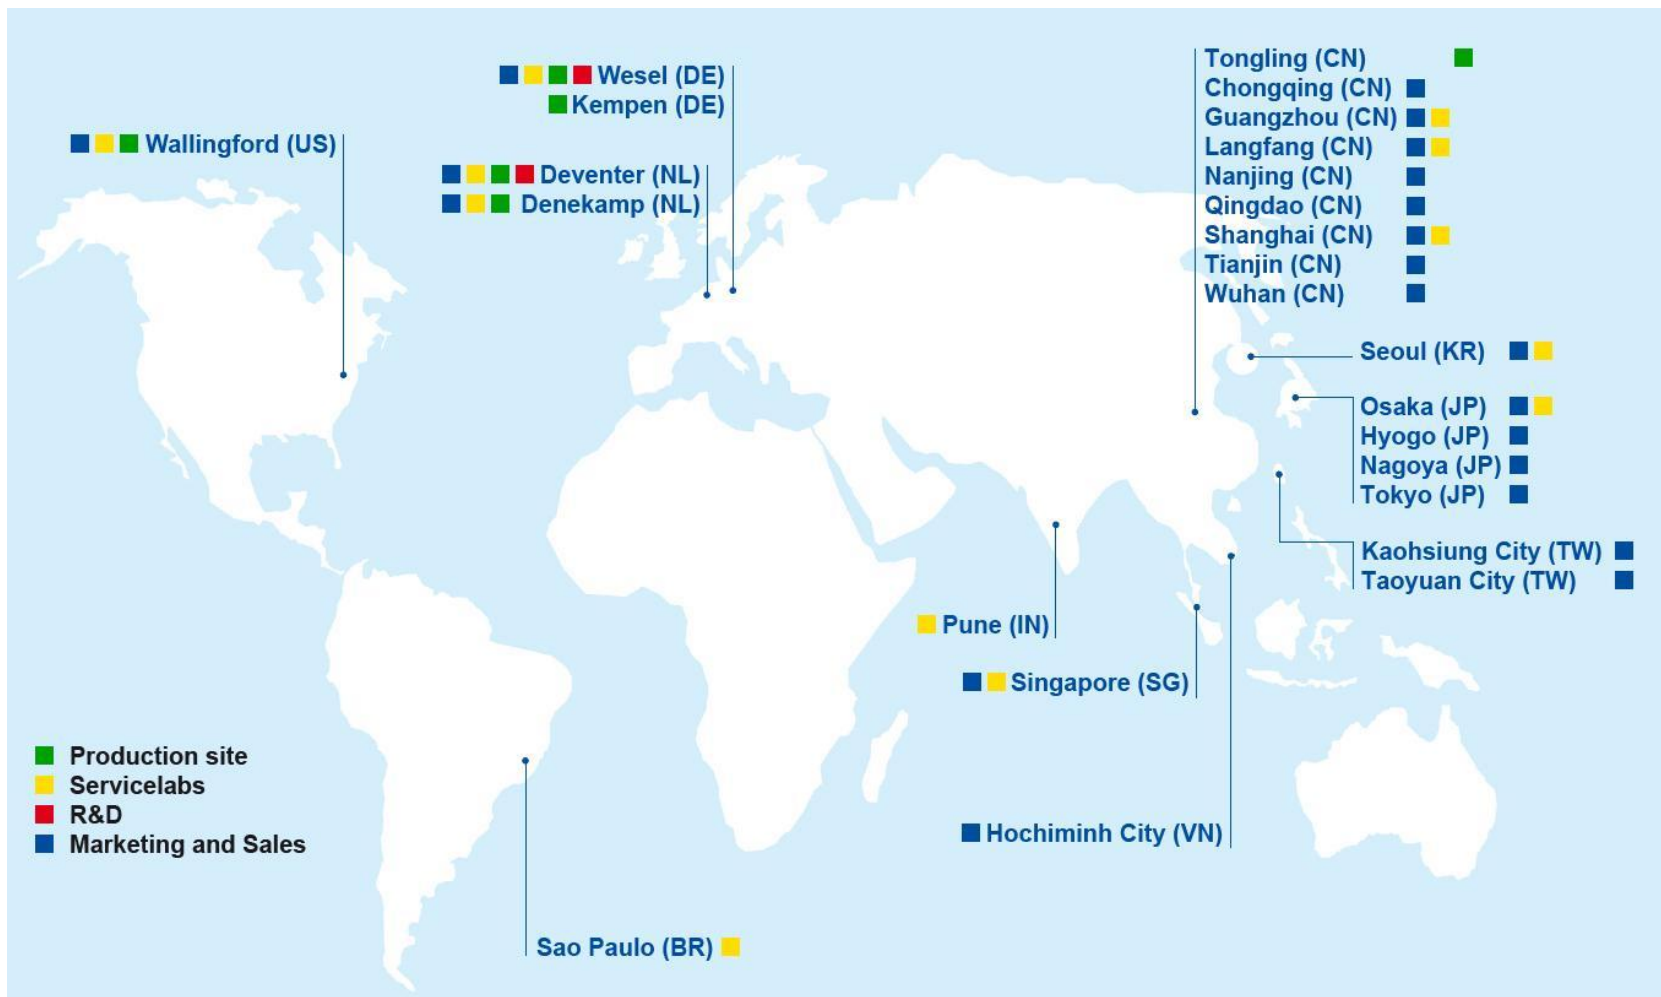 Wallingford (US)
Wesel (DE)
Kempen (DE)
Deventer (NL)
Denekamp (NL)
Tongling (CN)
Chongqing (CN)
Guangzhou (CN)
Langfang (CN)
Nanjing (CN)
Qingdao (CN)
Shanghai (CN)
Tianjin (CN)
Wuhan (CN)
Seoul (KR)
Osaka (JP)
Hyogo (JP)
Nagoya (JP)
Tokyo (JP)
Kaohsiung City (TW)
Taoyuan City (TW)
Pune (IN)
Singapore (SG)
Hochiminh City (VN)
Sao Paulo (BR)
Production site
Servicelabs
R&D
Marketing and Sales